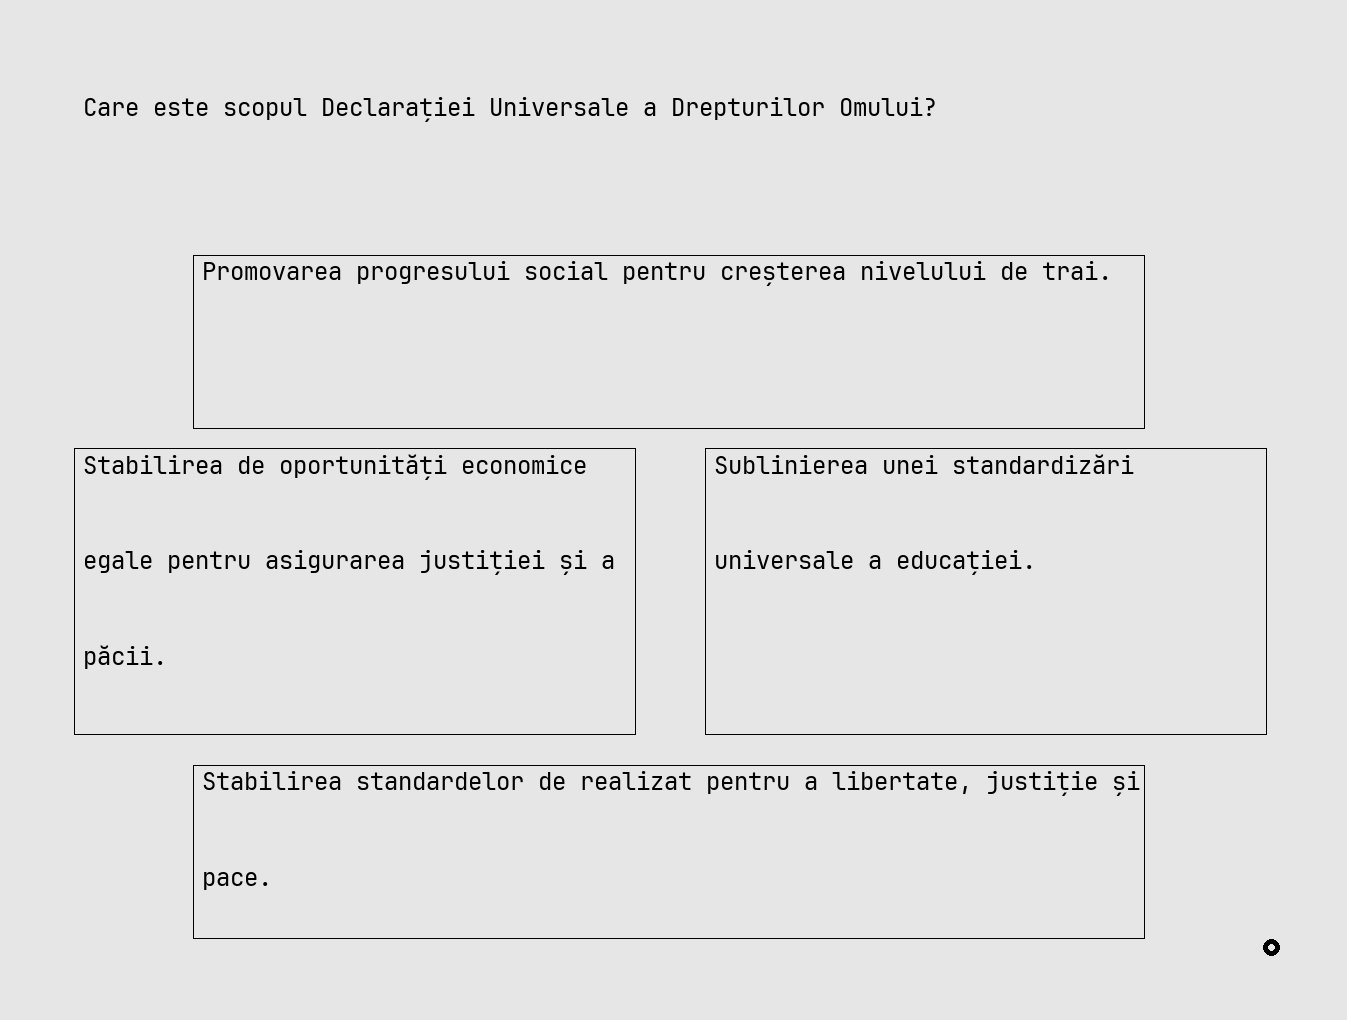 Care este scopul Declarației Universale a Drepturilor Omului?
Promovarea progresului social pentru creșterea nivelului de trai.
Stabilirea de oportunități economice
egale pentru asigurarea justiției și a
păcii.
Sublinierea unei standardizări
universale a educației.
Stabilirea standardelor de realizat pentru a libertate, justiție și
pace.